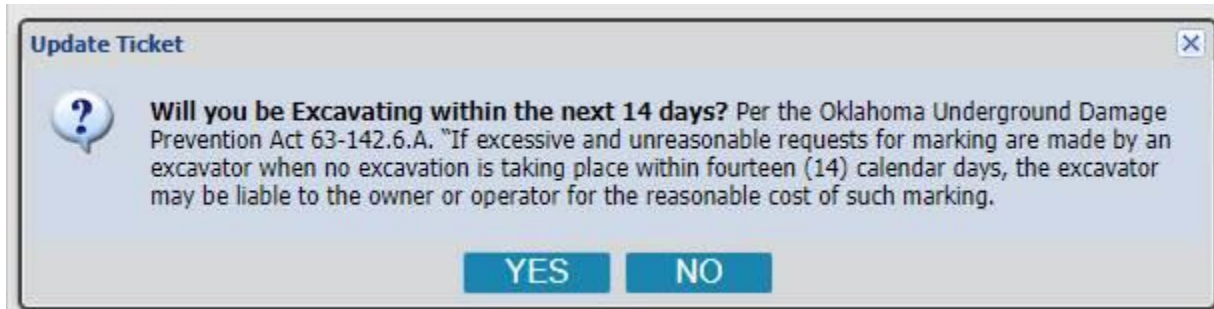 Update Ticket
Will you be Excavating within the next 14 days? Per the Oklahoma Underground Damage
Prevention Act 63-142.6.A. "If excessive and unreasonable requests for marking are made by an
excavator when no excavation is taking place within fourteen (14) calendar days, the excavator
may be liable to the owner or operator for the reasonable cost of such marking.
YES NO